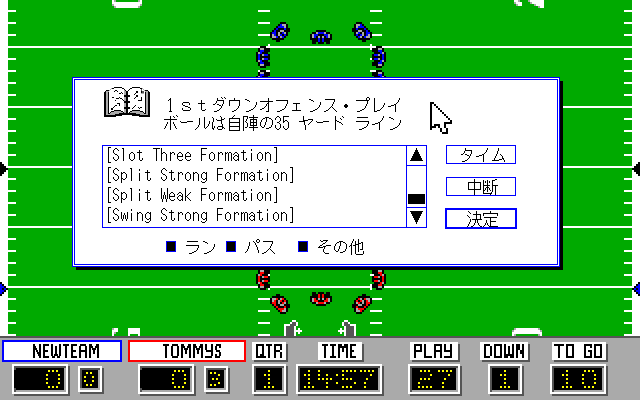 1stダウンオフェンス・プレイ
ボールは自陣の35 ヤード ライン
[Slot Three Formation]
[Split Strong Formation]
[Split Weak Formation]
[Swing Strong Formation]
タイム
中断
決定
■ ラン ■ パス ■ その他
NEWTEAM TOMMYS QTR TIME PLAY DOWN TO GO
0 0 0 3 1 14:57 27 1 10